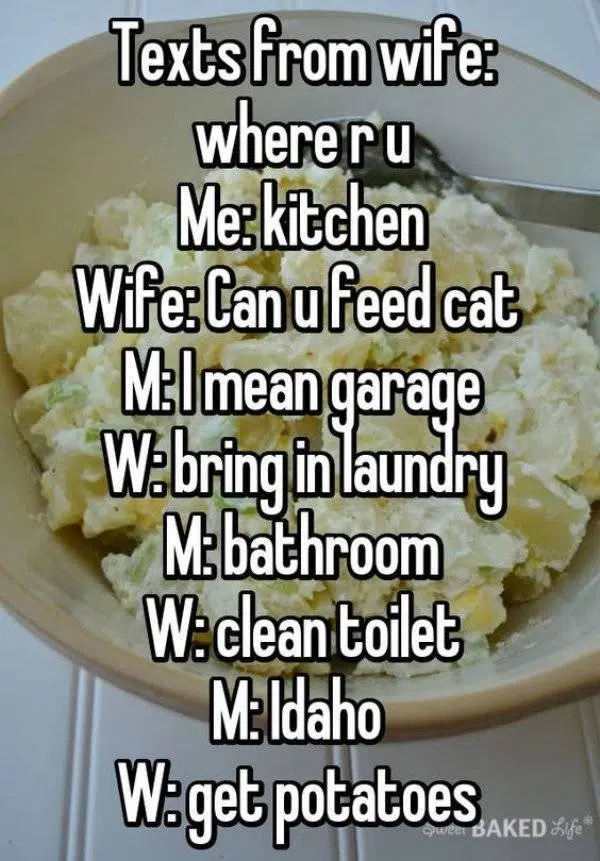 Texts from wife:
where r u
Me: kitchen
Wife: Can u feed cat
M: I mean garage
W: bring in laundry
M: bathroom
W: clean toilet
M: Idaho
W: get potatoes
Sweet BAKED Life®